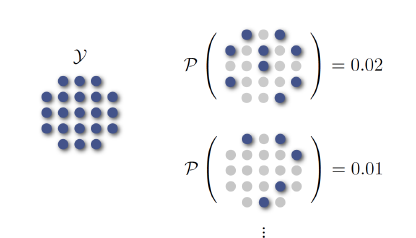 𝒴
𝒫 ( ) = 0.02
𝒫 ( ) = 0.01
⋮